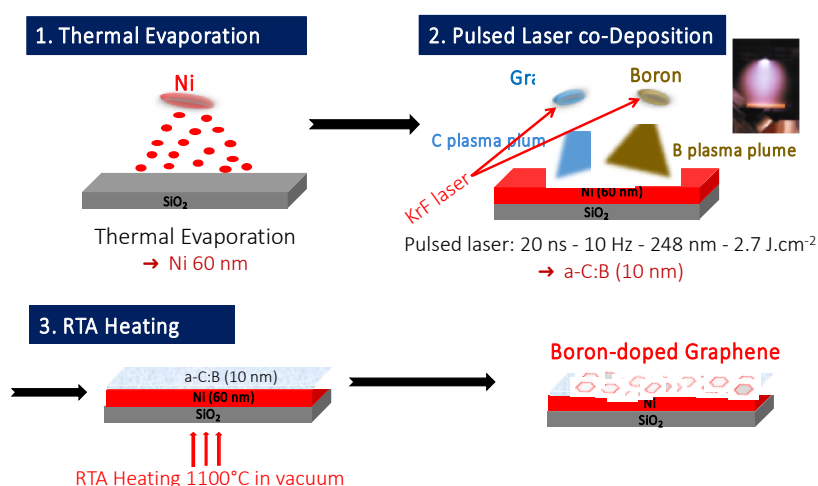 1. Thermal Evaporation
Ni
SiO₂
Thermal Evaporation
→ Ni 60 nm
2. Pulsed Laser co-Deposition
Gra
Boron
C plasma plum
B plasma plume
KrF laser
Ni (60 nm)
SiO₂
Pulsed laser: 20 ns - 10 Hz - 248 nm - 2.7 J.cm⁻²
→ a-C:B (10 nm)
3. RTA Heating
a-C:B (10 nm)
Ni (60 nm)
SiO₂
RTA Heating 1100°C in vacuum
Boron-doped Graphene
Ni
SiO₂